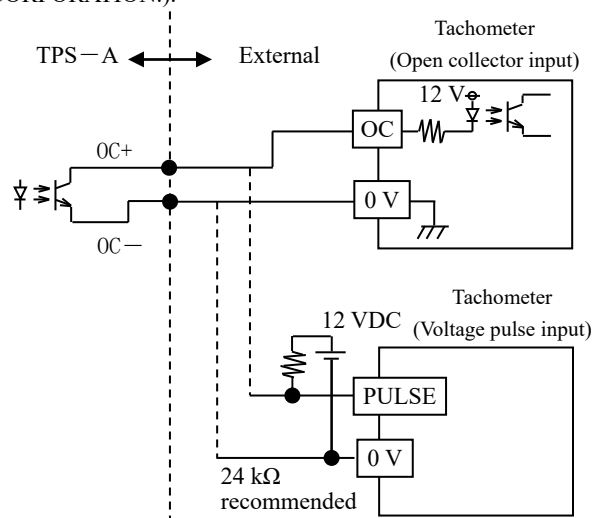 CORPORATION.).
Tachometer
(Open collector input)
TPS－A
External
12 V
OC
OC+
0 V
OC－
Tachometer
(Voltage pulse input)
12 VDC
PULSE
0 V
24 kΩ
recommended